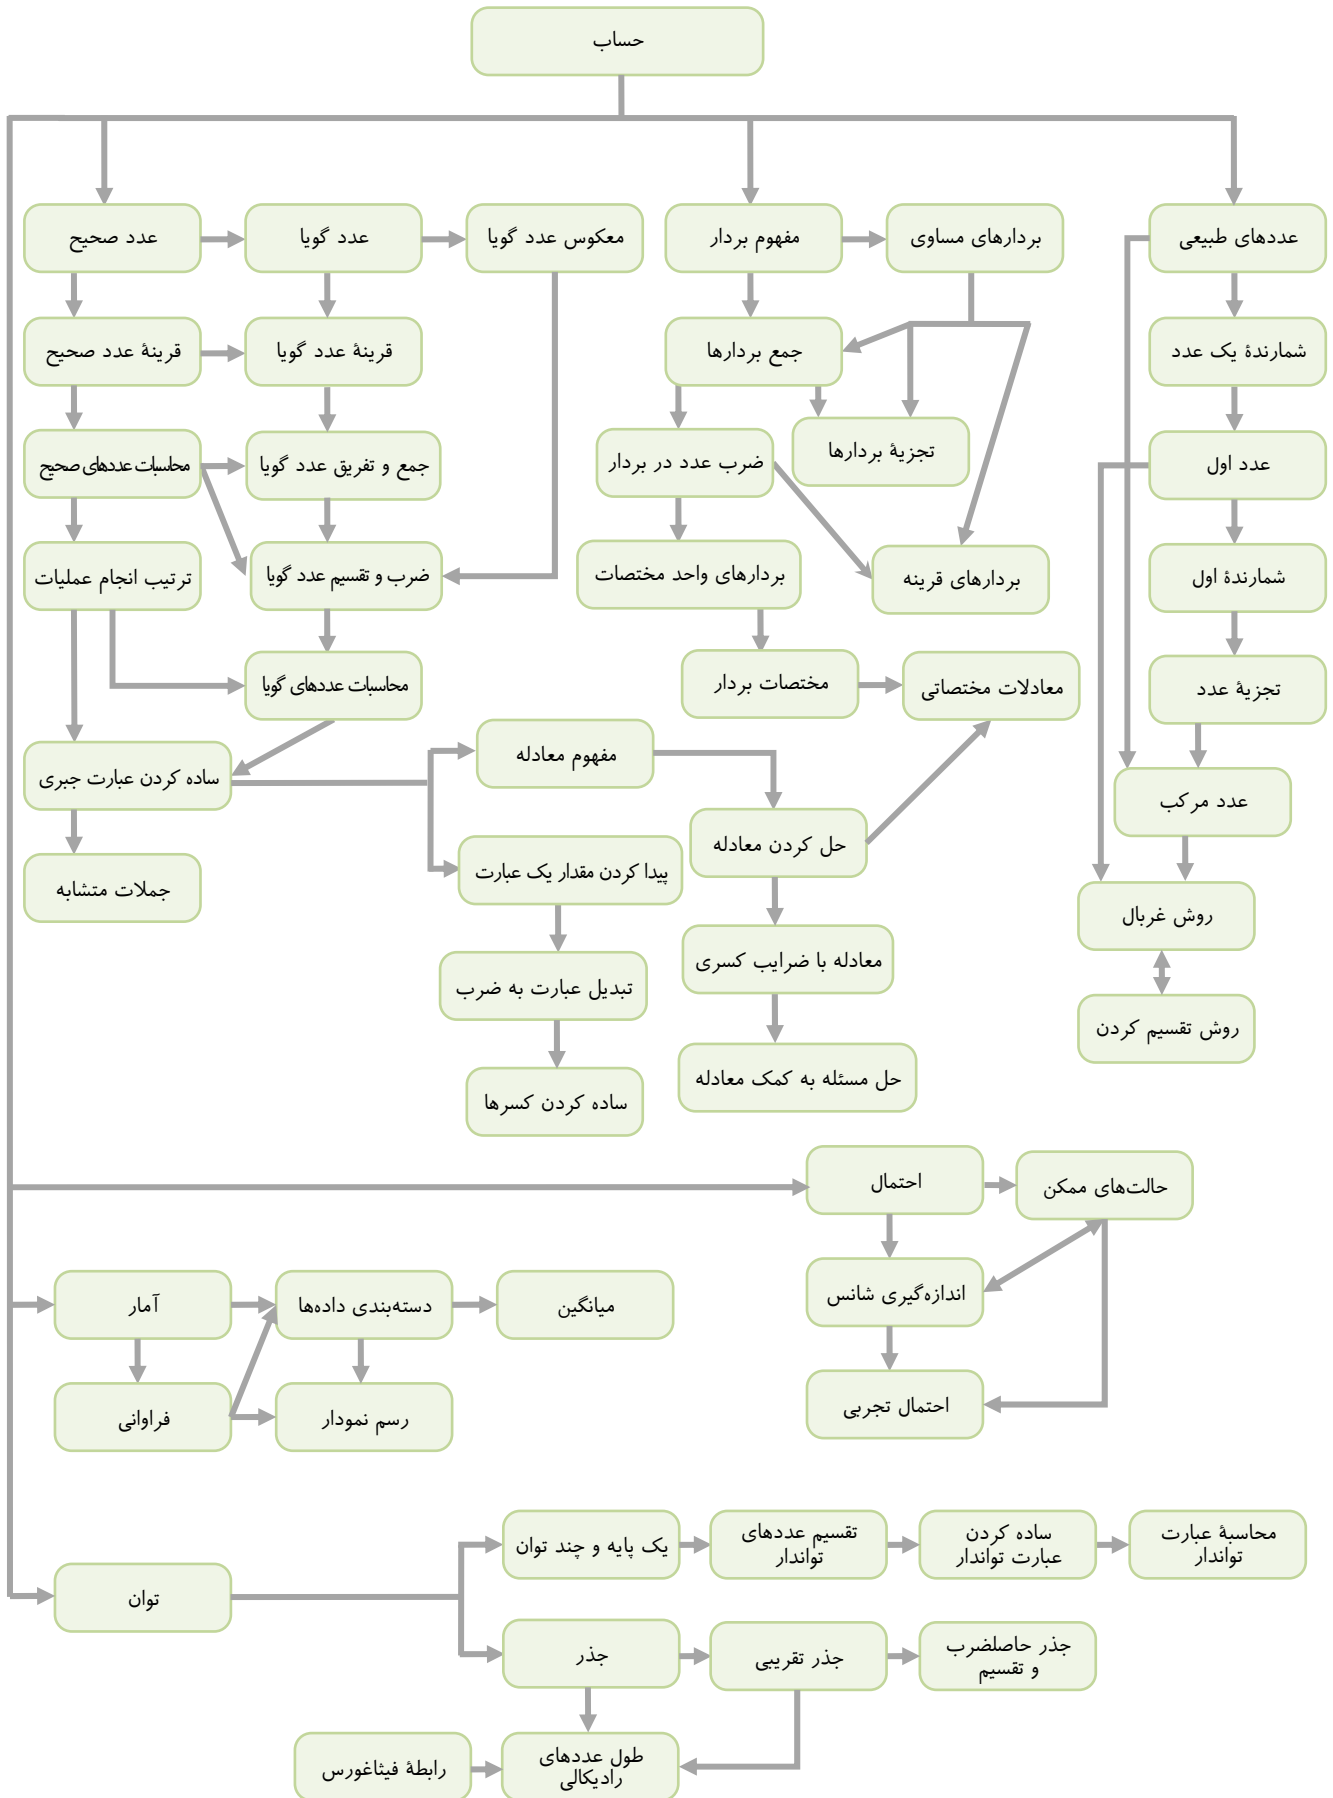 حساب
عددهای طبیعی
بردارهای مساوی
مفهوم بردار
معکوس عدد گویا
عدد گویا
عدد صحیح
شمارندهٔ یک عدد
جمع بردارها
قرینهٔ عدد گویا
قرینهٔ عدد صحیح
عدد اول
تجزیهٔ بردارها
ضرب عدد در بردار
جمع و تفریق عدد گویا
محاسبات عددهای صحیح
شمارندهٔ اول
بردارهای قرینه
بردارهای واحد مختصات
ضرب و تقسیم عدد گویا
ترتیب انجام عملیات
تجزیهٔ عدد
معادلات مختصاتی
مختصات بردار
محاسبات عددهای گویا
عدد مرکب
مفهوم معادله
ساده کردن عبارت جبری
حل کردن معادله
پیدا کردن مقدار یک عبارت
جملات متشابه
روش غربال
معادله با ضرایب کسری
تبدیل عبارت به ضرب
روش تقسیم کردن
حل مسئله به کمک معادله
ساده کردن کسرها
حالت‌های ممکن
احتمال
اندازه‌گیری شانس
میانگین
دسته‌بندی داده‌ها
آمار
احتمال تجربی
رسم نمودار
فراوانی
محاسبهٔ عبارت
تواندار
ساده کردن
عبارت تواندار
تقسیم عددهای
تواندار
یک پایه و چند توان
توان
جذر حاصلضرب
و تقسیم
جذر تقریبی
جذر
طول عددهای
رادیکالی
رابطهٔ فیثاغورس